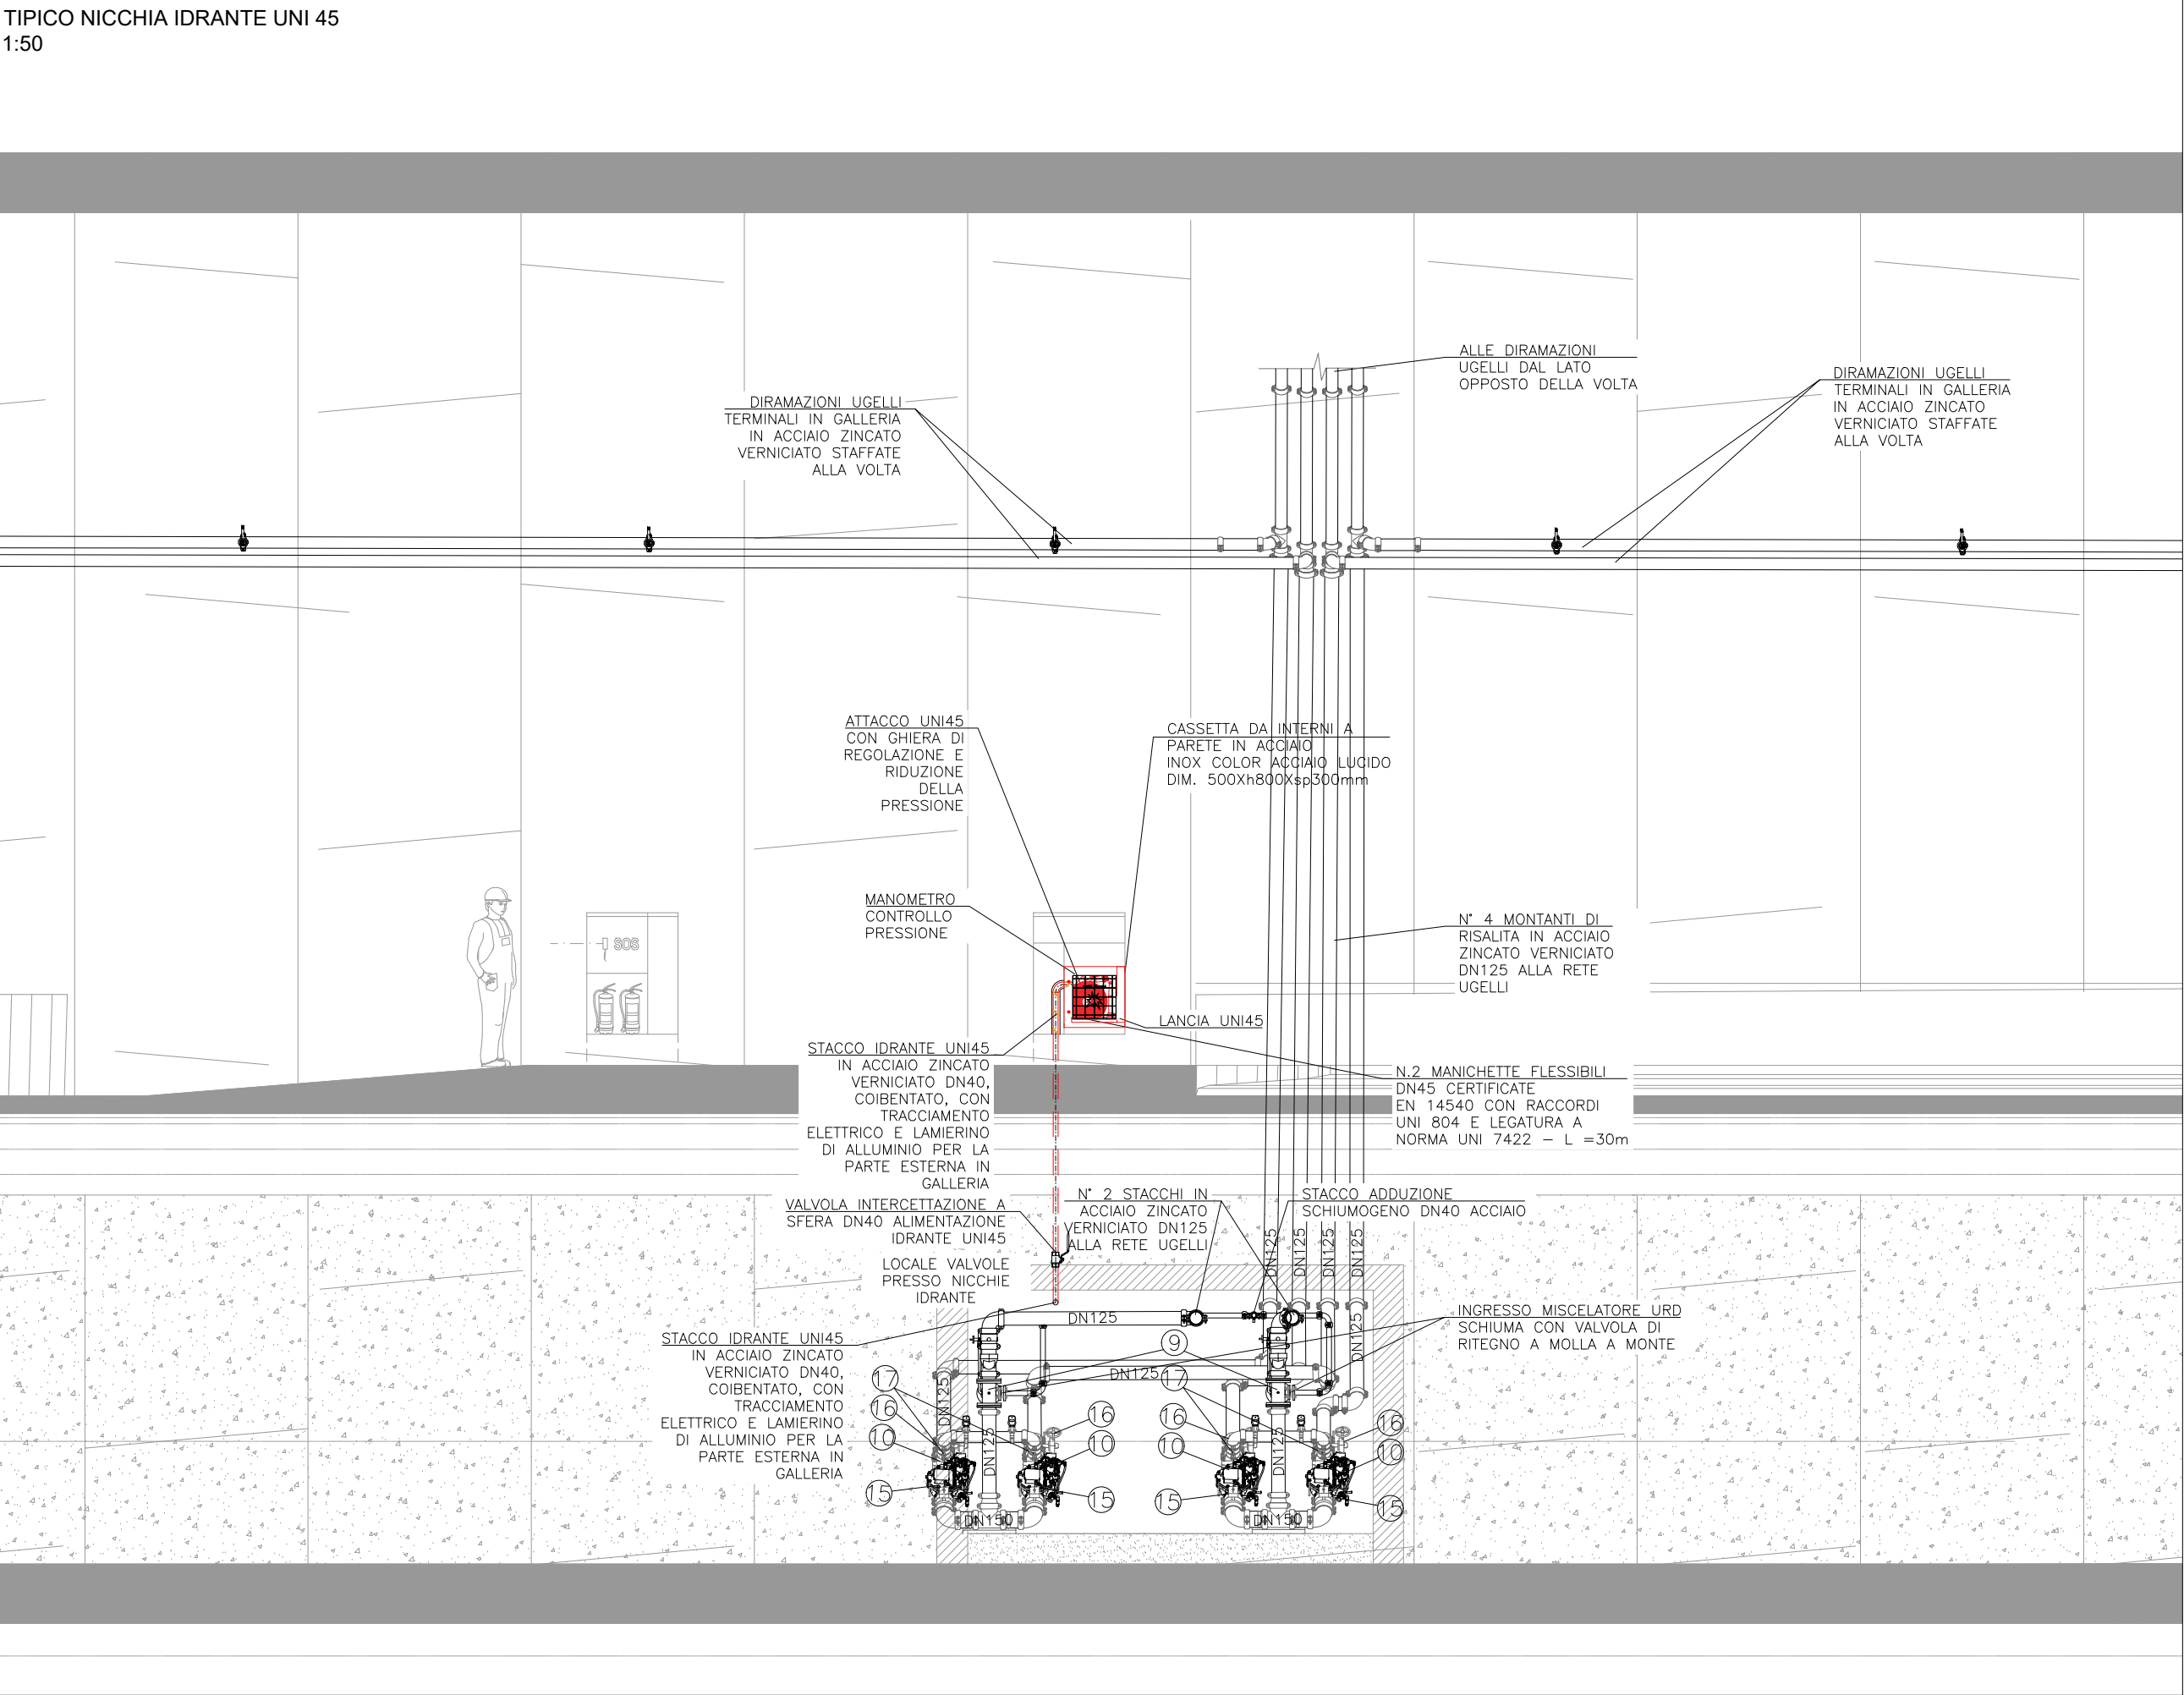 TIPICO NICCHIA IDRANTE UNI 45
1:50
ALLE DIRAMAZIONI
UGELLI DAL LATO
OPPOSTO DELLA VOLTA
DIRAMAZIONI UGELLI
TERMINALI IN GALLERIA
IN ACCIAIO ZINCATO
VERNICIATO STAFFATE
ALLA VOLTA
DIRAMAZIONI UGELLI
TERMINALI IN GALLERIA
IN ACCIAIO ZINCATO
VERNICIATO STAFFATE
ALLA VOLTA
ATTACCO UNI45
CON GHIERA DI
REGOLAZIONE E
RIDUZIONE
DELLA
PRESSIONE
CASSETTA DA INTERNI A
PARETE IN ACCIAIO
INOX COLOR ACCIAIO LUCIDO
DIM. 500Xh800Xsp300mm
MANOMETRO
CONTROLLO
PRESSIONE
SOS
N° 4 MONTANTI DI
RISALITA IN ACCIAIO
ZINCATO VERNICIATO
DN125 ALLA RETE
UGELLI
LANCIA UNI45
STACCO IDRANTE UNI45
IN ACCIAIO ZINCATO
VERNICIATO DN40,
COIBENTATO, CON
TRACCIAMENTO
ELETTRICO E LAMIERINO
DI ALLUMINIO PER LA
PARTE ESTERNA IN
GALLERIA
N.2 MANICHETTE FLESSIBILI
DN45 CERTIFICATE
EN 14540 CON RACCORDI
UNI 804 E LEGATURA A
NORMA UNI 7422 – L =30m
VALVOLA INTERCETTAZIONE A
SFERA DN40 ALIMENTAZIONE
IDRANTE UNI45
N° 2 STACCHI IN
ACCIAIO ZINCATO
VERNICIATO DN125
ALLA RETE UGELLI
STACCO ADDUZIONE
SCHIUMOGENO DN40 ACCIAIO
LOCALE VALVOLE
PRESSO NICCHIE
IDRANTE
DN125
DN125
DN125
DN125
DN125
DN125
INGRESSO MISCELATORE URD
SCHIUMA CON VALVOLA DI
RITEGNO A MOLLA A MONTE
STACCO IDRANTE UNI45
IN ACCIAIO ZINCATO
VERNICIATO DN40,
COIBENTATO, CON
TRACCIAMENTO
ELETTRICO E LAMIERINO
DI ALLUMINIO PER LA
PARTE ESTERNA IN
GALLERIA
9
DN125
17
17
DN125
16
16
16
16
10
10
10
10
DN125
DN125
15
15
15
15
DN150
DN150